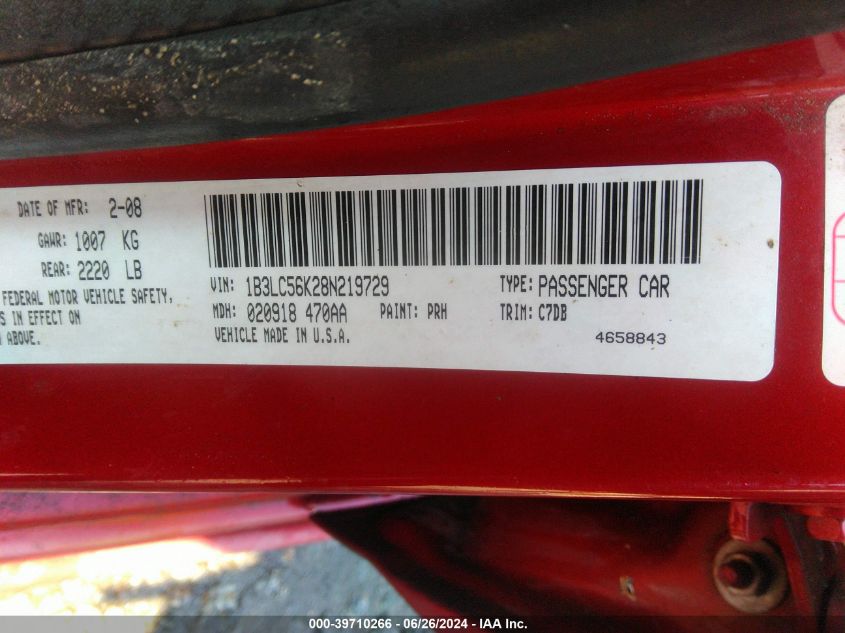 DATE OF MFR: 2-08
GAWR: 1007 KG
REAR: 2220 LB
FEDERAL MOTOR VEHICLE SAFETY,
IN EFFECT ON
ABOVE.
VIN: 1B3LC56K28N219729
TYPE: PASSENGER CAR
MDH: 020918 470AA PAINT: PRH
TRIM: C7DB
VEHICLE MADE IN U.S.A.
4658843
000-39710266 - 06/26/2024 - IAA Inc.